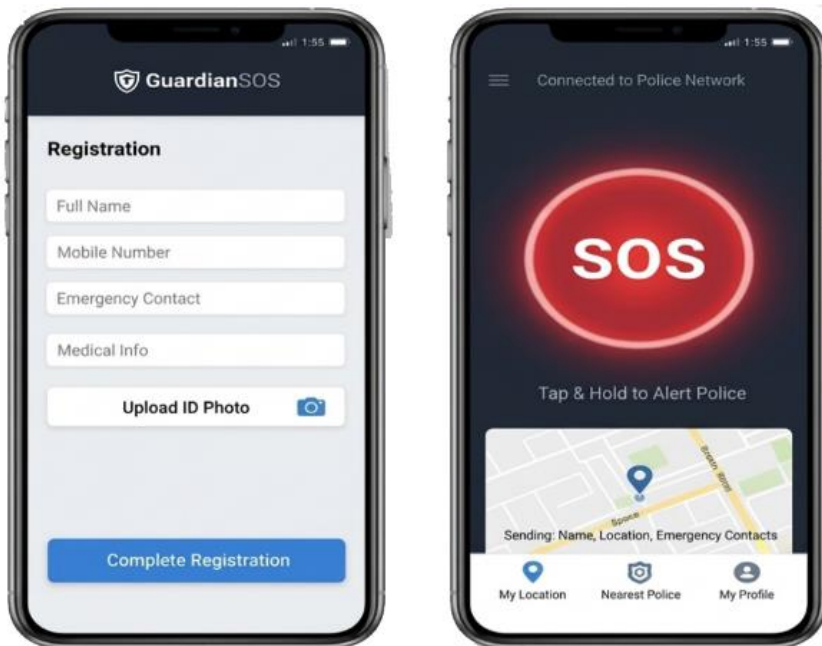 1:55
GuardianSOS
Registration
Full Name
Mobile Number
Emergency Contact
Medical Info
Upload ID Photo
Complete Registration
1:55
Connected to Police Network
SOS
Tap & Hold to Alert Police
Spooe
Sending: Name, Location, Emergency Contacts
My Location
Nearest Police
My Profile